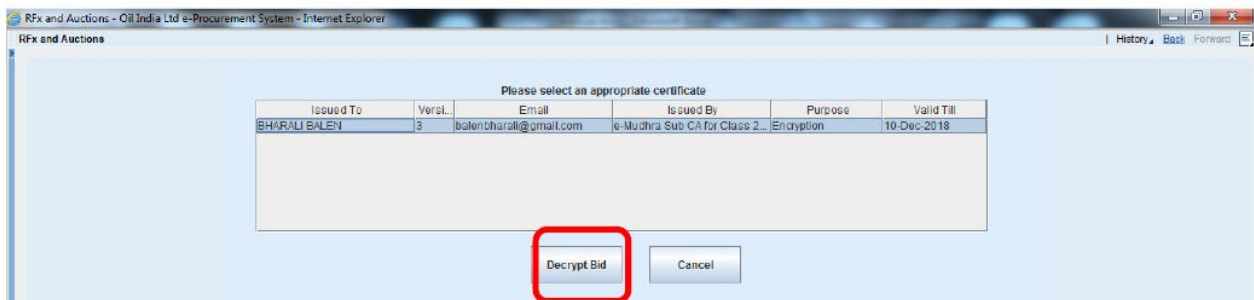 RFx and Auctions - Oil India Ltd e-Procurement System - Internet Explorer
RFx and Auctions | History Back Forward
Please select an appropriate certificate
Issued To Versi... Email Issued By Purpose Valid Till
BHARALI BALEN 3 balenbharali@gmail.com e-Mudhra Sub CA for Class 2... Encryption 10-Dec-2018
Decrypt Bid Cancel